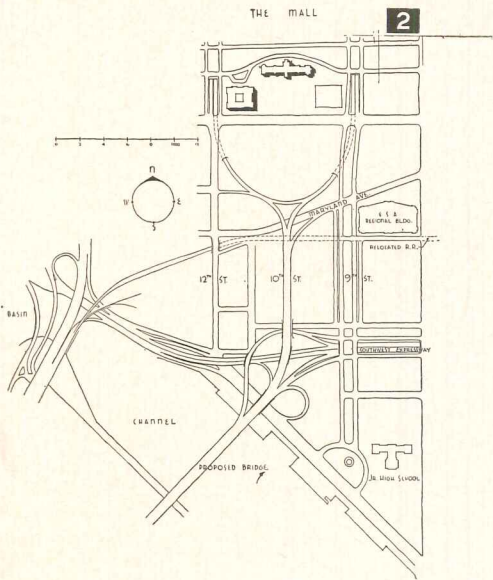 THE MALL
2
n
E
S
MARYLAND AVE.
G S A
REGIONAL BLDG.
RELOCATED R.R.
12TH ST.
10TH ST.
9TH ST.
BASIN
SOUTHWEST EXPRESSWAY
CHANNEL
PROPOSED BRIDGE
JR. HIGH SCHOOL